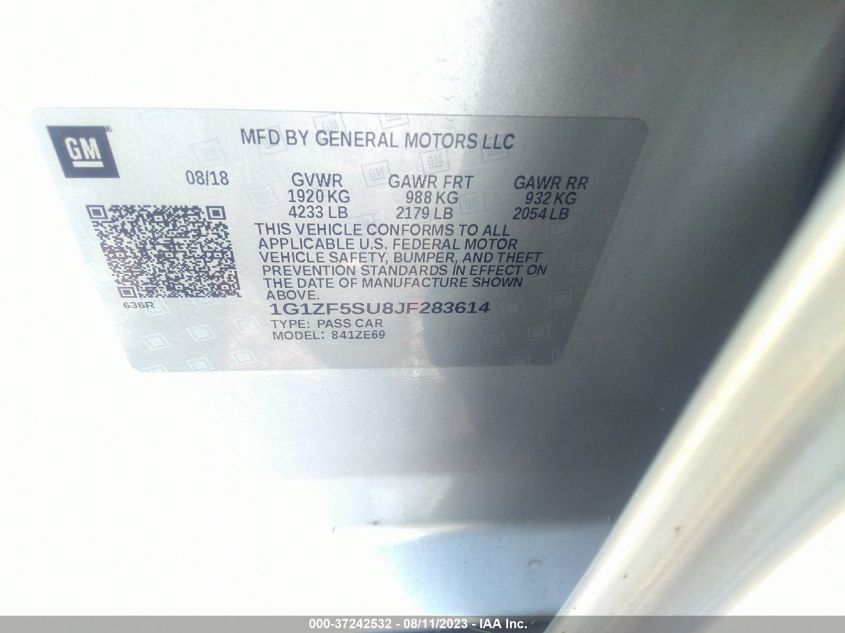 GM
MFD BY GENERAL MOTORS LLC
08/18 GVWR GAWR FRT GAWR RR
1920 KG 988 KG 932 KG
4233 LB 2179 LB 2054 LB
THIS VEHICLE CONFORMS TO ALL
APPLICABLE U.S. FEDERAL MOTOR
VEHICLE SAFETY, BUMPER, AND THEFT
PREVENTION STANDARDS IN EFFECT ON
THE DATE OF MANUFACTURE SHOWN
ABOVE.
636R
1G1ZF5SU8JF283614
TYPE: PASS CAR
MODEL: 841ZE69
000-37242532 - 08/11/2023 - IAA Inc.